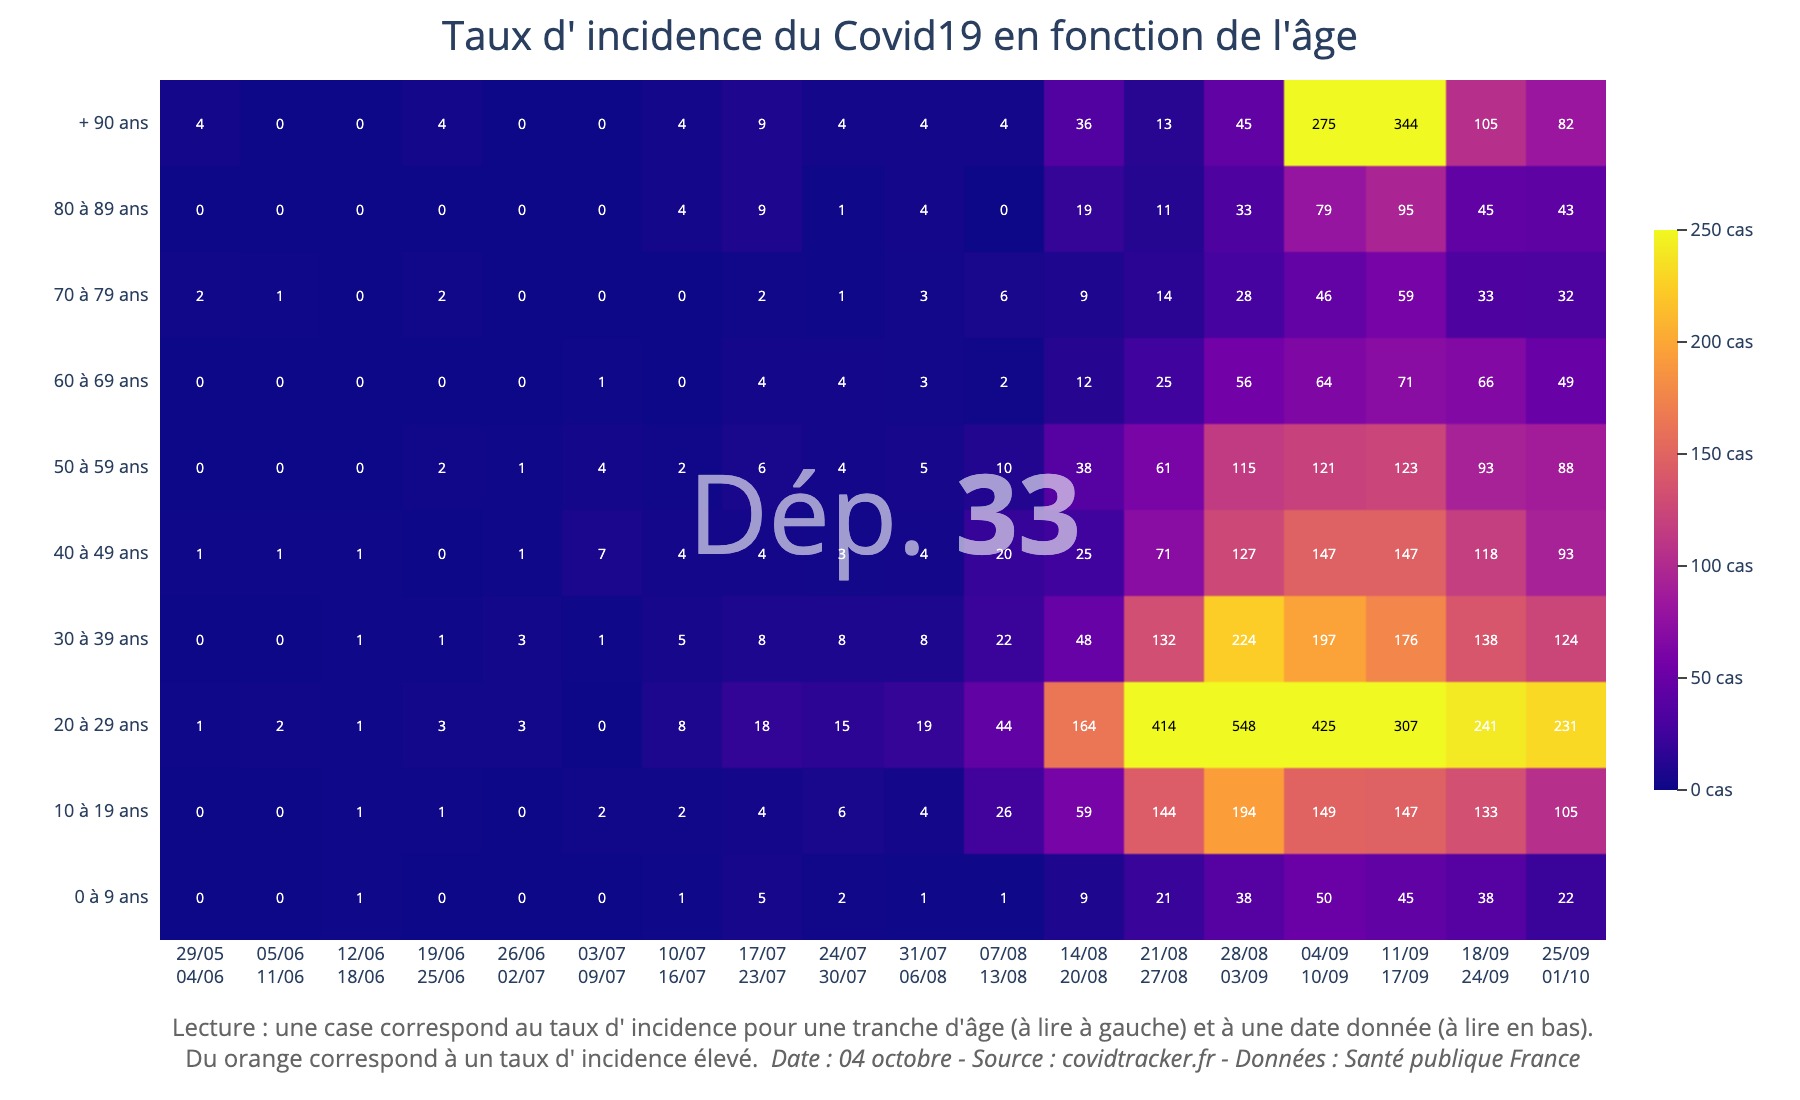 Taux d' incidence du Covid19 en fonction de l'âge
+ 90 ans 4 0 0 4 0 0 4 9 4 4 4 36 13 45 275 344 105 82
80 à 89 ans 0 0 0 0 0 0 4 9 1 4 0 19 11 33 79 95 45 43
70 à 79 ans 2 1 0 2 0 0 0 2 1 3 6 9 14 28 46 59 33 32
60 à 69 ans 0 0 0 0 0 1 0 4 4 3 2 12 25 56 64 71 66 49
50 à 59 ans 0 0 0 2 1 4 2 6 4 5 10 38 61 115 121 123 93 88
Dép. 33
40 à 49 ans 1 1 1 0 1 7 4 4 3 4 20 25 71 127 147 147 118 93
30 à 39 ans 0 0 1 1 3 1 5 8 8 8 22 48 132 224 197 176 138 124
20 à 29 ans 1 2 1 3 3 0 8 18 15 19 44 164 414 548 425 307 241 231
10 à 19 ans 0 0 1 1 0 2 2 4 6 4 26 59 144 194 149 147 133 105
0 à 9 ans 0 0 1 0 0 0 1 5 2 1 1 9 21 38 50 45 38 22
29/05 05/06 12/06 19/06 26/06 03/07 10/07 17/07 24/07 31/07 07/08 14/08 21/08 28/08 04/09 11/09 18/09 25/09
04/06 11/06 18/06 25/06 02/07 09/07 16/07 23/07 30/07 06/08 13/08 20/08 27/08 03/09 10/09 17/09 24/09 01/10
250 cas
200 cas
150 cas
100 cas
50 cas
0 cas
Lecture : une case correspond au taux d' incidence pour une tranche d'âge (à lire à gauche) et à une date donnée (à lire en bas).
Du orange correspond à un taux d' incidence élevé. Date : 04 octobre - Source : covidtracker.fr - Données : Santé publique France